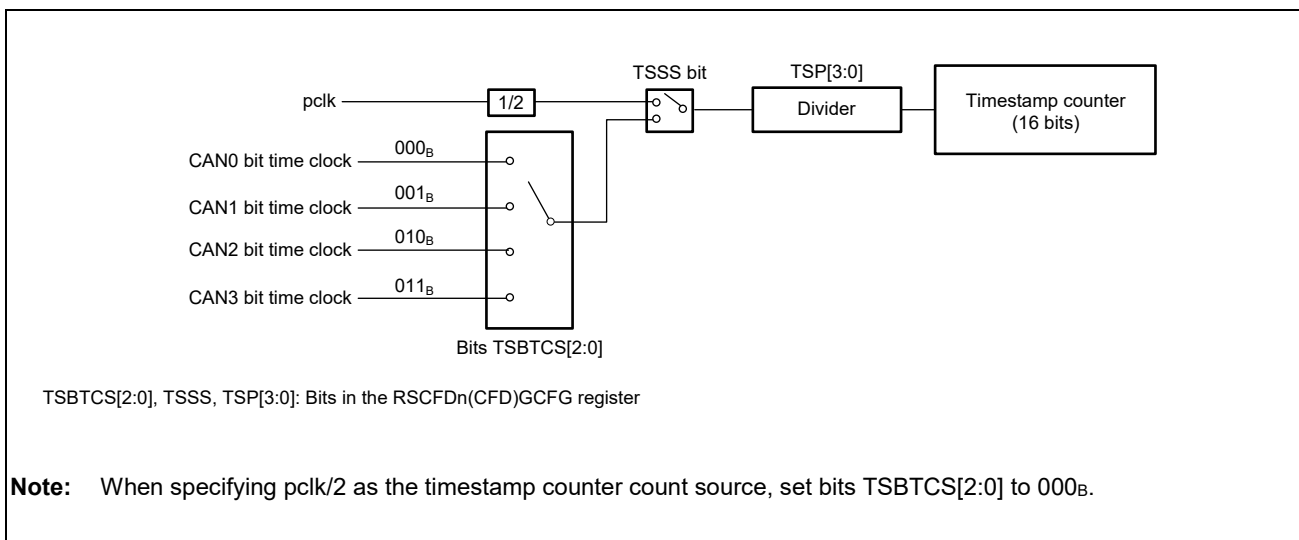 TSSS bit
TSP[3:0]
pclk
1/2
Divider
Timestamp counter
(16 bits)
CAN0 bit time clock
000B
CAN1 bit time clock
001B
CAN2 bit time clock
010B
CAN3 bit time clock
011B
Bits TSBTCS[2:0]
TSBTCS[2:0], TSSS, TSP[3:0]: Bits in the RSCFDn(CFD)GCFG register
Note: When specifying pclk/2 as the timestamp counter count source, set bits TSBTCS[2:0] to 000B.